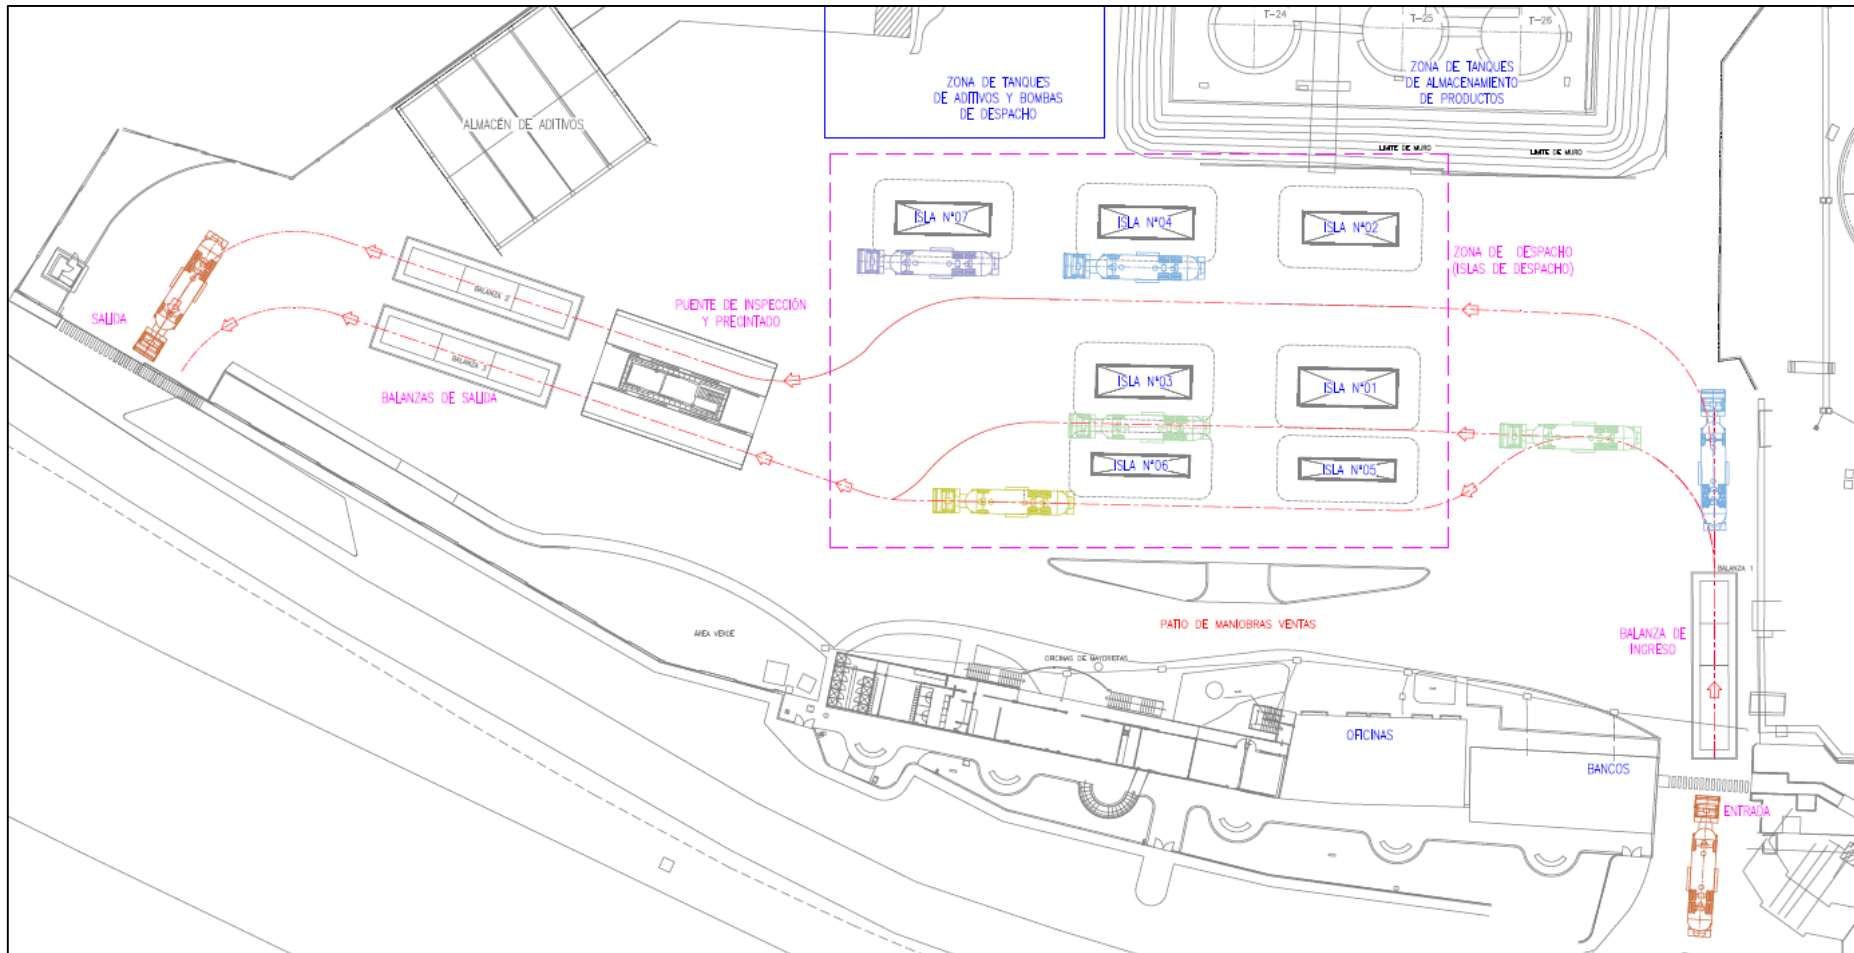 T-24
T-25
T-26
ZONA DE TANQUES
DE ADITIVOS Y BOMBAS
DE DESPACHO
ZONA DE TANQUES
DE ALMACENAMIENTO
DE PRODUCTOS
ALMACÉN DE ADITIVOS
LIMITE DE MURO
LIMITE DE MURO
ISLA N°07
ISLA N°04
ISLA N°02
ZONA DE DESPACHO
(ISLAS DE DESPACHO)
BALANZA 2
PUENTE DE INSPECCIÓN
Y PRECINTADO
SALIDA
BALANZA 3
BALANZAS DE SALIDA
ISLA N°03
ISLA N°01
ISLA N°06
ISLA N°05
BALANZA 1
PATIO DE MANIOBRAS VENTAS
BALANZA DE
INGRESO
AREA VERDE
OFICINAS DE MAYORISTAS
OFICINAS
BANCOS
ENTRADA